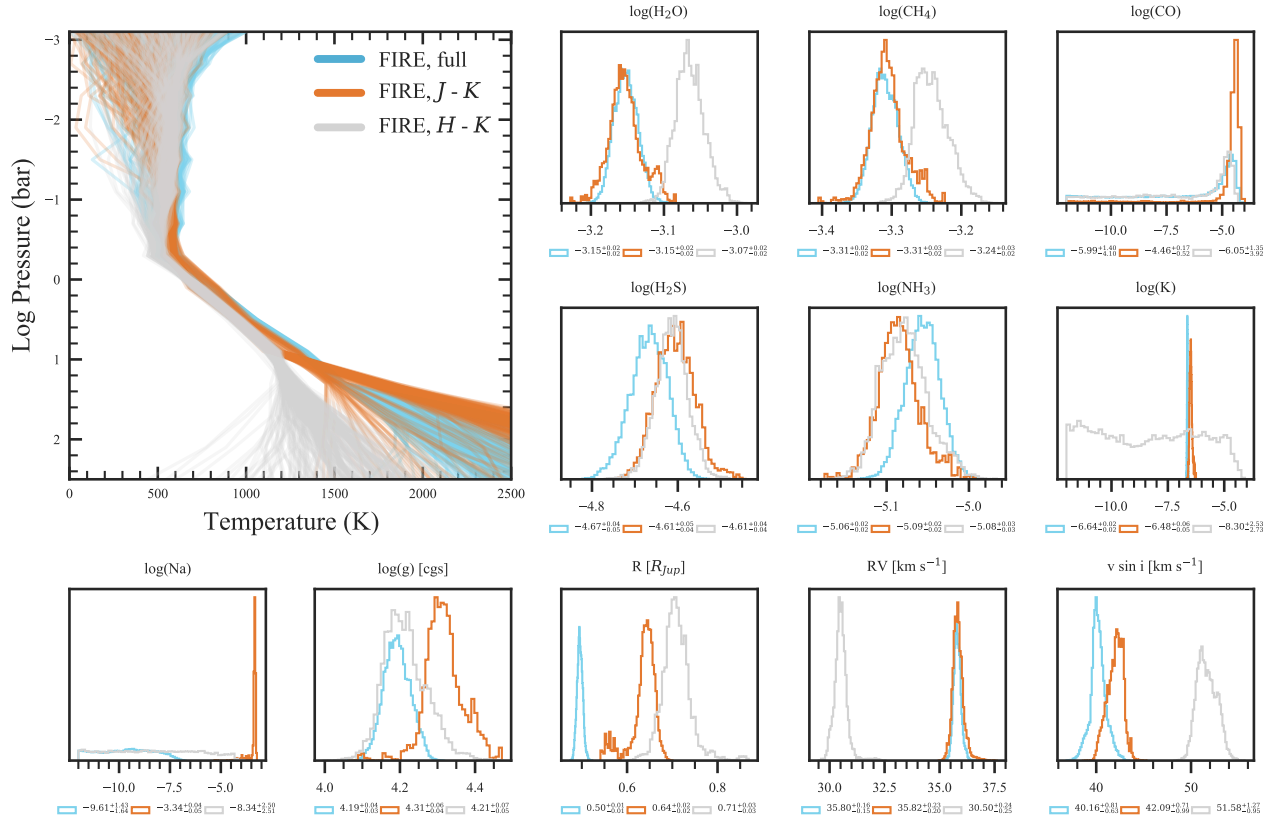 log(H₂O) log(CH₄) log(CO)
−3 −2 −1 0 1 2
Log Pressure (bar)
FIRE, full
FIRE, J - K
FIRE, H - K
0 500 1000 1500 2000 2500
Temperature (K)
−3.2 −3.1 −3.0
−3.15 +0.02 −0.02 −3.15 +0.02 −0.02 −3.07 +0.02 −0.02
−3.4 −3.3 −3.2
−3.31 +0.02 −0.02 −3.31 +0.03 −0.02 −3.24 +0.03 −0.02
−10.0 −7.5 −5.0
−5.99 +1.40 −4.10 −4.46 +0.17 −0.52 −6.05 +1.35 −3.92
log(H₂S) log(NH₃) log(K)
−4.8 −4.6
−4.67 +0.04 −0.05 −4.61 +0.05 −0.04 −4.61 +0.04 −0.04
−5.1 −5.0
−5.06 +0.02 −0.02 −5.09 +0.02 −0.02 −5.08 +0.03 −0.03
−10.0 −7.5 −5.0
−6.64 +0.02 −0.02 −6.48 +0.06 −0.05 −8.30 +2.53 −2.73
log(Na) log(g) [cgs] R [R_Jup] RV [km s⁻¹] v sin i [km s⁻¹]
−10.0 −7.5 −5.0
−9.61 +1.43 −1.64 −3.34 +0.04 −0.05 −8.34 +2.50 −2.51
4.0 4.2 4.4
4.19 +0.04 −0.03 4.31 +0.06 −0.04 4.21 +0.07 −0.05
0.6 0.8
0.50 +0.01 −0.01 0.64 +0.02 −0.02 0.71 +0.03 −0.03
30.0 32.5 35.0 37.5
35.80 +0.16 −0.15 35.82 +0.23 −0.20 30.50 +0.24 −0.25
40 50
40.16 +0.81 −0.63 42.09 +0.71 −0.99 51.58 +1.27 −0.95